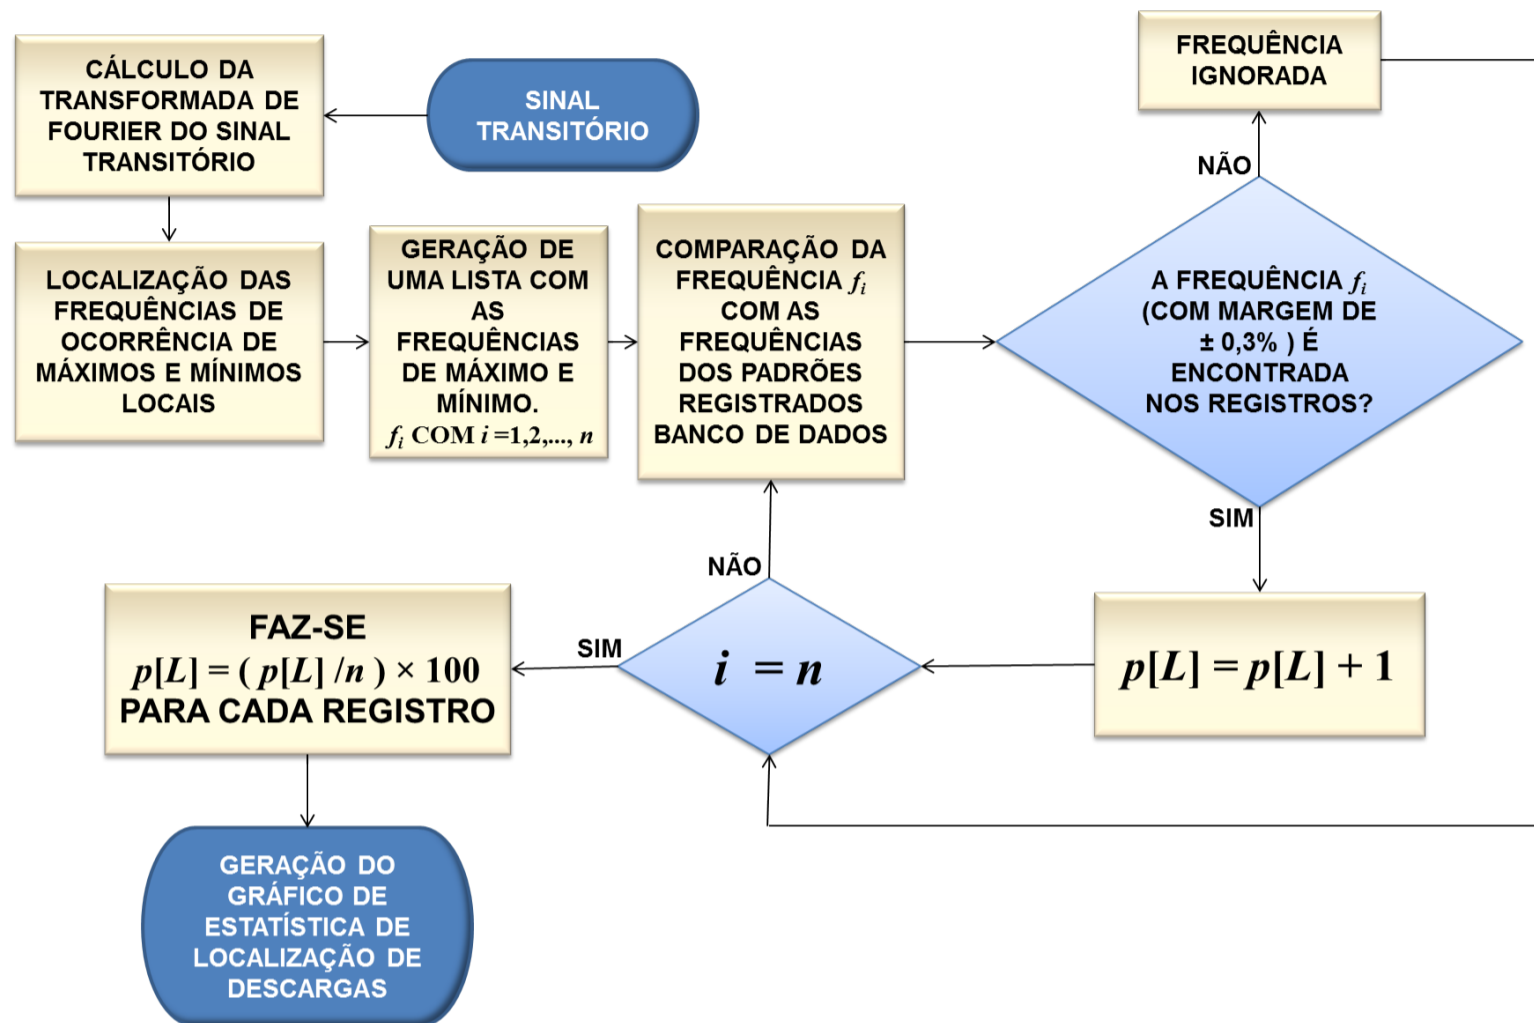 SINAL
TRANSITÓRIO
CÁLCULO DA
TRANSFORMADA DE
FOURIER DO SINAL
TRANSITÓRIO
LOCALIZAÇÃO DAS
FREQUÊNCIAS DE
OCORRÊNCIA DE
MÁXIMOS E MÍNIMOS
LOCAIS
GERAÇÃO DE
UMA LISTA COM
AS
FREQUÊNCIAS
DE MÁXIMO E
MÍNIMO.
f_i COM i =1,2,..., n
COMPARAÇÃO DA
FREQUÊNCIA f_i
COM AS
FREQUÊNCIAS
DOS PADRÕES
REGISTRADOS
BANCO DE DADOS
A FREQUÊNCIA f_i
(COM MARGEM DE
± 0,3% ) É
ENCONTRADA
NOS REGISTROS?
NÃO
FREQUÊNCIA
IGNORADA
SIM
p[L] = p[L] + 1
i = n
NÃO
SIM
FAZ-SE
p[L] = ( p[L] /n ) × 100
PARA CADA REGISTRO
GERAÇÃO DO
GRÁFICO DE
ESTATÍSTICA DE
LOCALIZAÇÃO DE
DESCARGAS